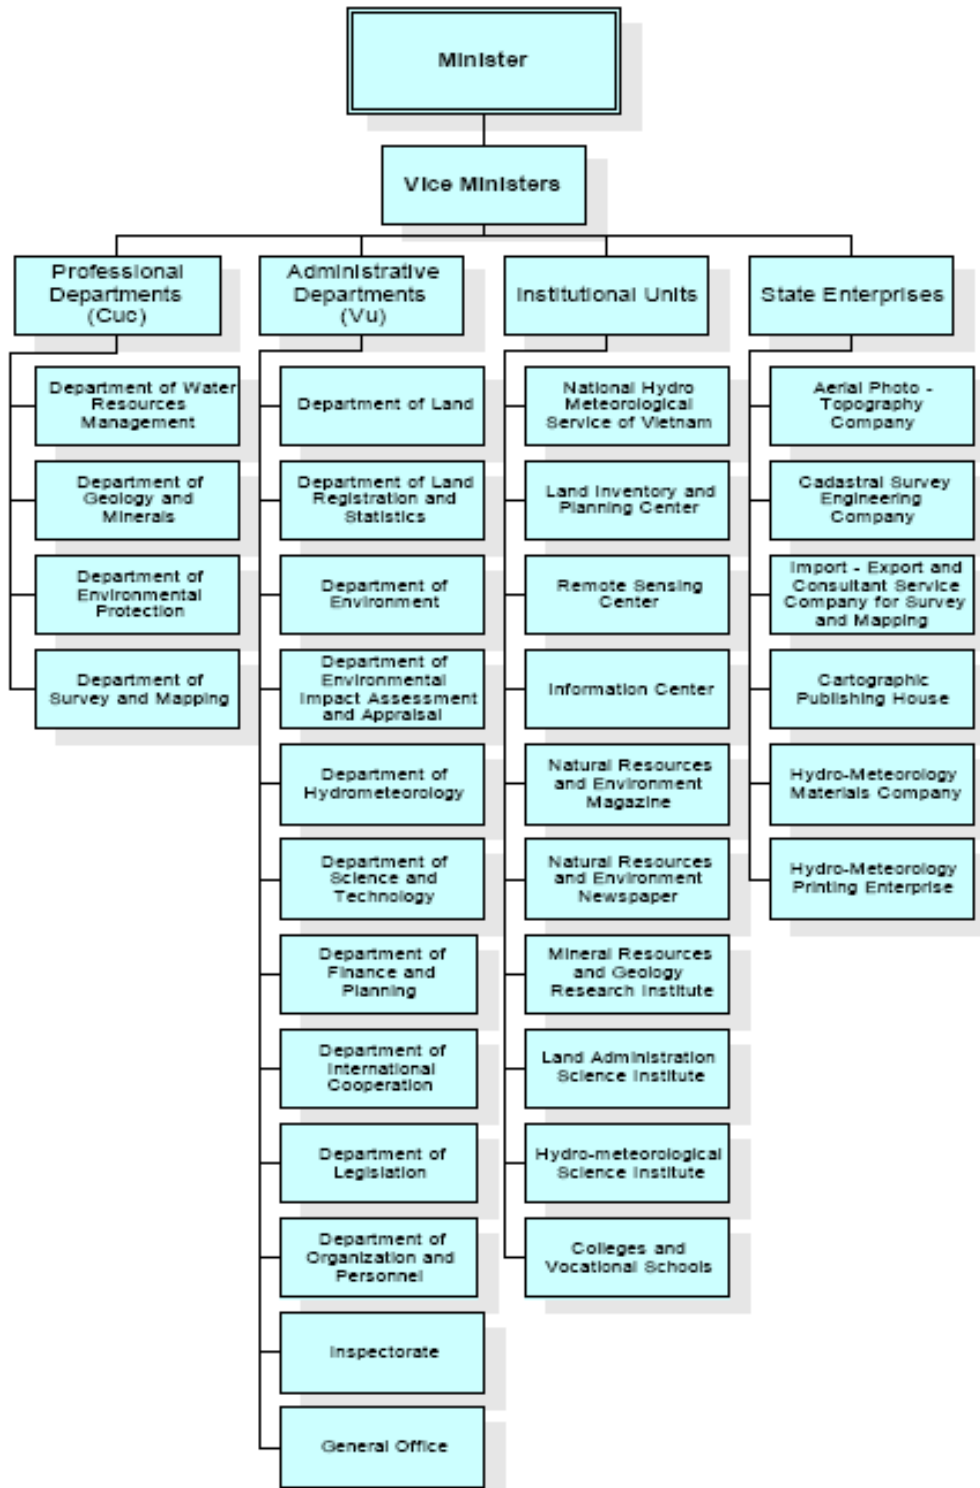 Minister
Vice Ministers
Professional
Departments
(Cuc)
Department of Water
Resources
Management
Department of
Geology and
Minerals
Department of
Environmental
Protection
Department of
Survey and Mapping
Administrative
Departments
(Vu)
Department of Land
Department of Land
Registration and
Statistics
Department of
Environment
Department of
Environmental
Impact Assessment
and Appraisal
Department of
Hydrometeorology
Department of
Science and
Technology
Department of
Finance and
Planning
Department of
International
Cooperation
Department of
Legislation
Department of
Organization and
Personnel
Inspectorate
General Office
Institutional Units
National Hydro
Meteorological
Service of Vietnam
Land Inventory and
Planning Center
Remote Sensing
Center
Information Center
Natural Resources
and Environment
Magazine
Natural Resources
and Environment
Newspaper
Mineral Resources
and Geology
Research Institute
Land Administration
Science Institute
Hydro-meteorological
Science Institute
Colleges and
Vocational Schools
State Enterprises
Aerial Photo -
Topography
Company
Cadastral Survey
Engineering
Company
Import - Export and
Consultant Service
Company for Survey
and Mapping
Cartographic
Publishing House
Hydro-Meteorology
Materials Company
Hydro-Meteorology
Printing Enterprise